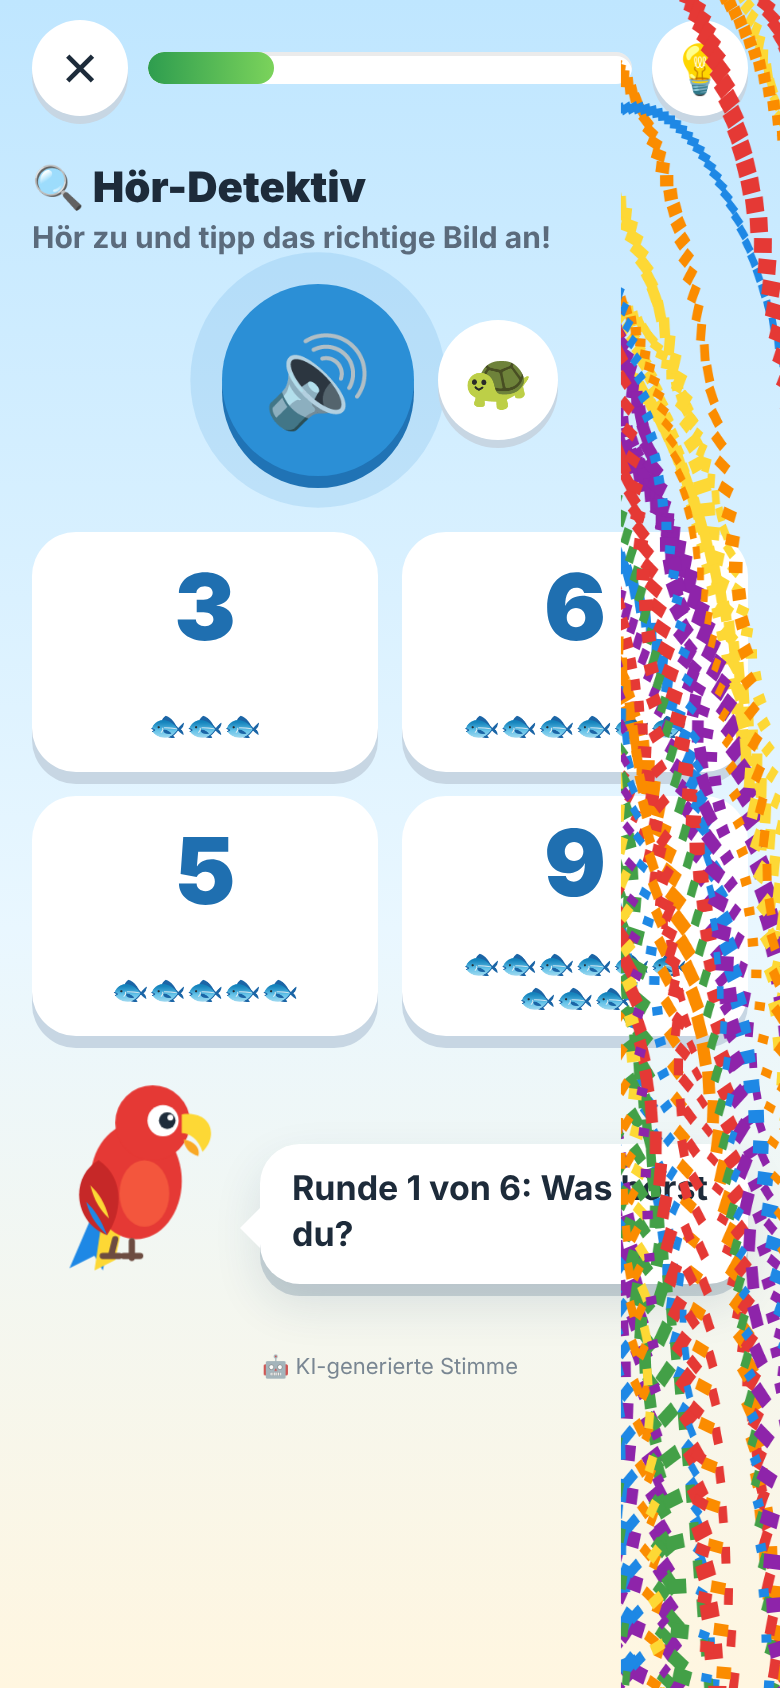 Hör-Detektiv
Hör zu und tipp das richtige Bild an!
3
6
5
9
Runde 1 von 6: Was hörst
du?
KI-generierte Stimme